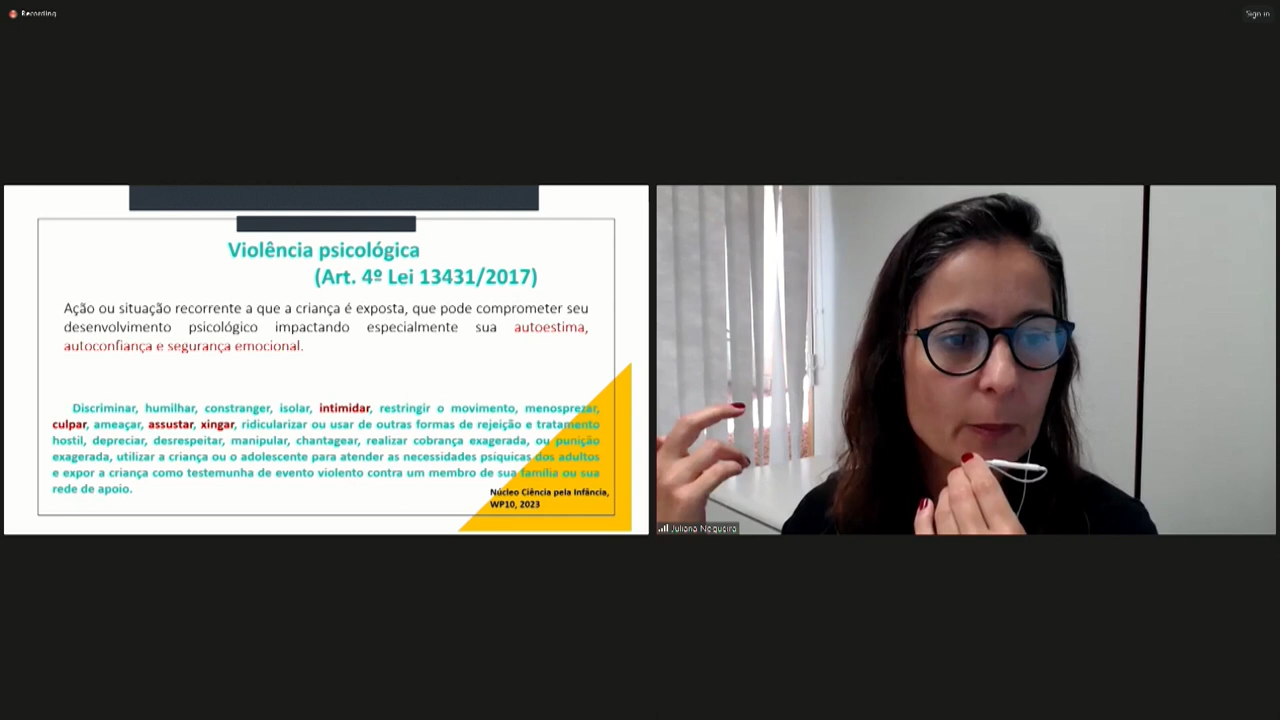 Recording
Sign in
Violência psicológica
(Art. 4º Lei 13431/2017)
Ação ou situação recorrente a que a criança é exposta, que pode comprometer seu
desenvolvimento psicológico impactando especialmente sua autoestima,
autoconfiança e segurança emocional.
Discriminar, humilhar, constranger, isolar, intimidar, restringir o movimento, menosprezar,
culpar, ameaçar, assustar, xingar, ridicularizar ou usar de outras formas de rejeição e tratamento
hostil, depreciar, desrespeitar, manipular, chantagear, realizar cobrança exagerada, ou punição
exagerada, utilizar a criança ou o adolescente para atender as necessidades psíquicas dos adultos
e expor a criança como testemunha de evento violento contra um membro de sua família ou sua
rede de apoio.
Núcleo Ciência pela Infância,
WP10, 2023
Juliana Nogueira